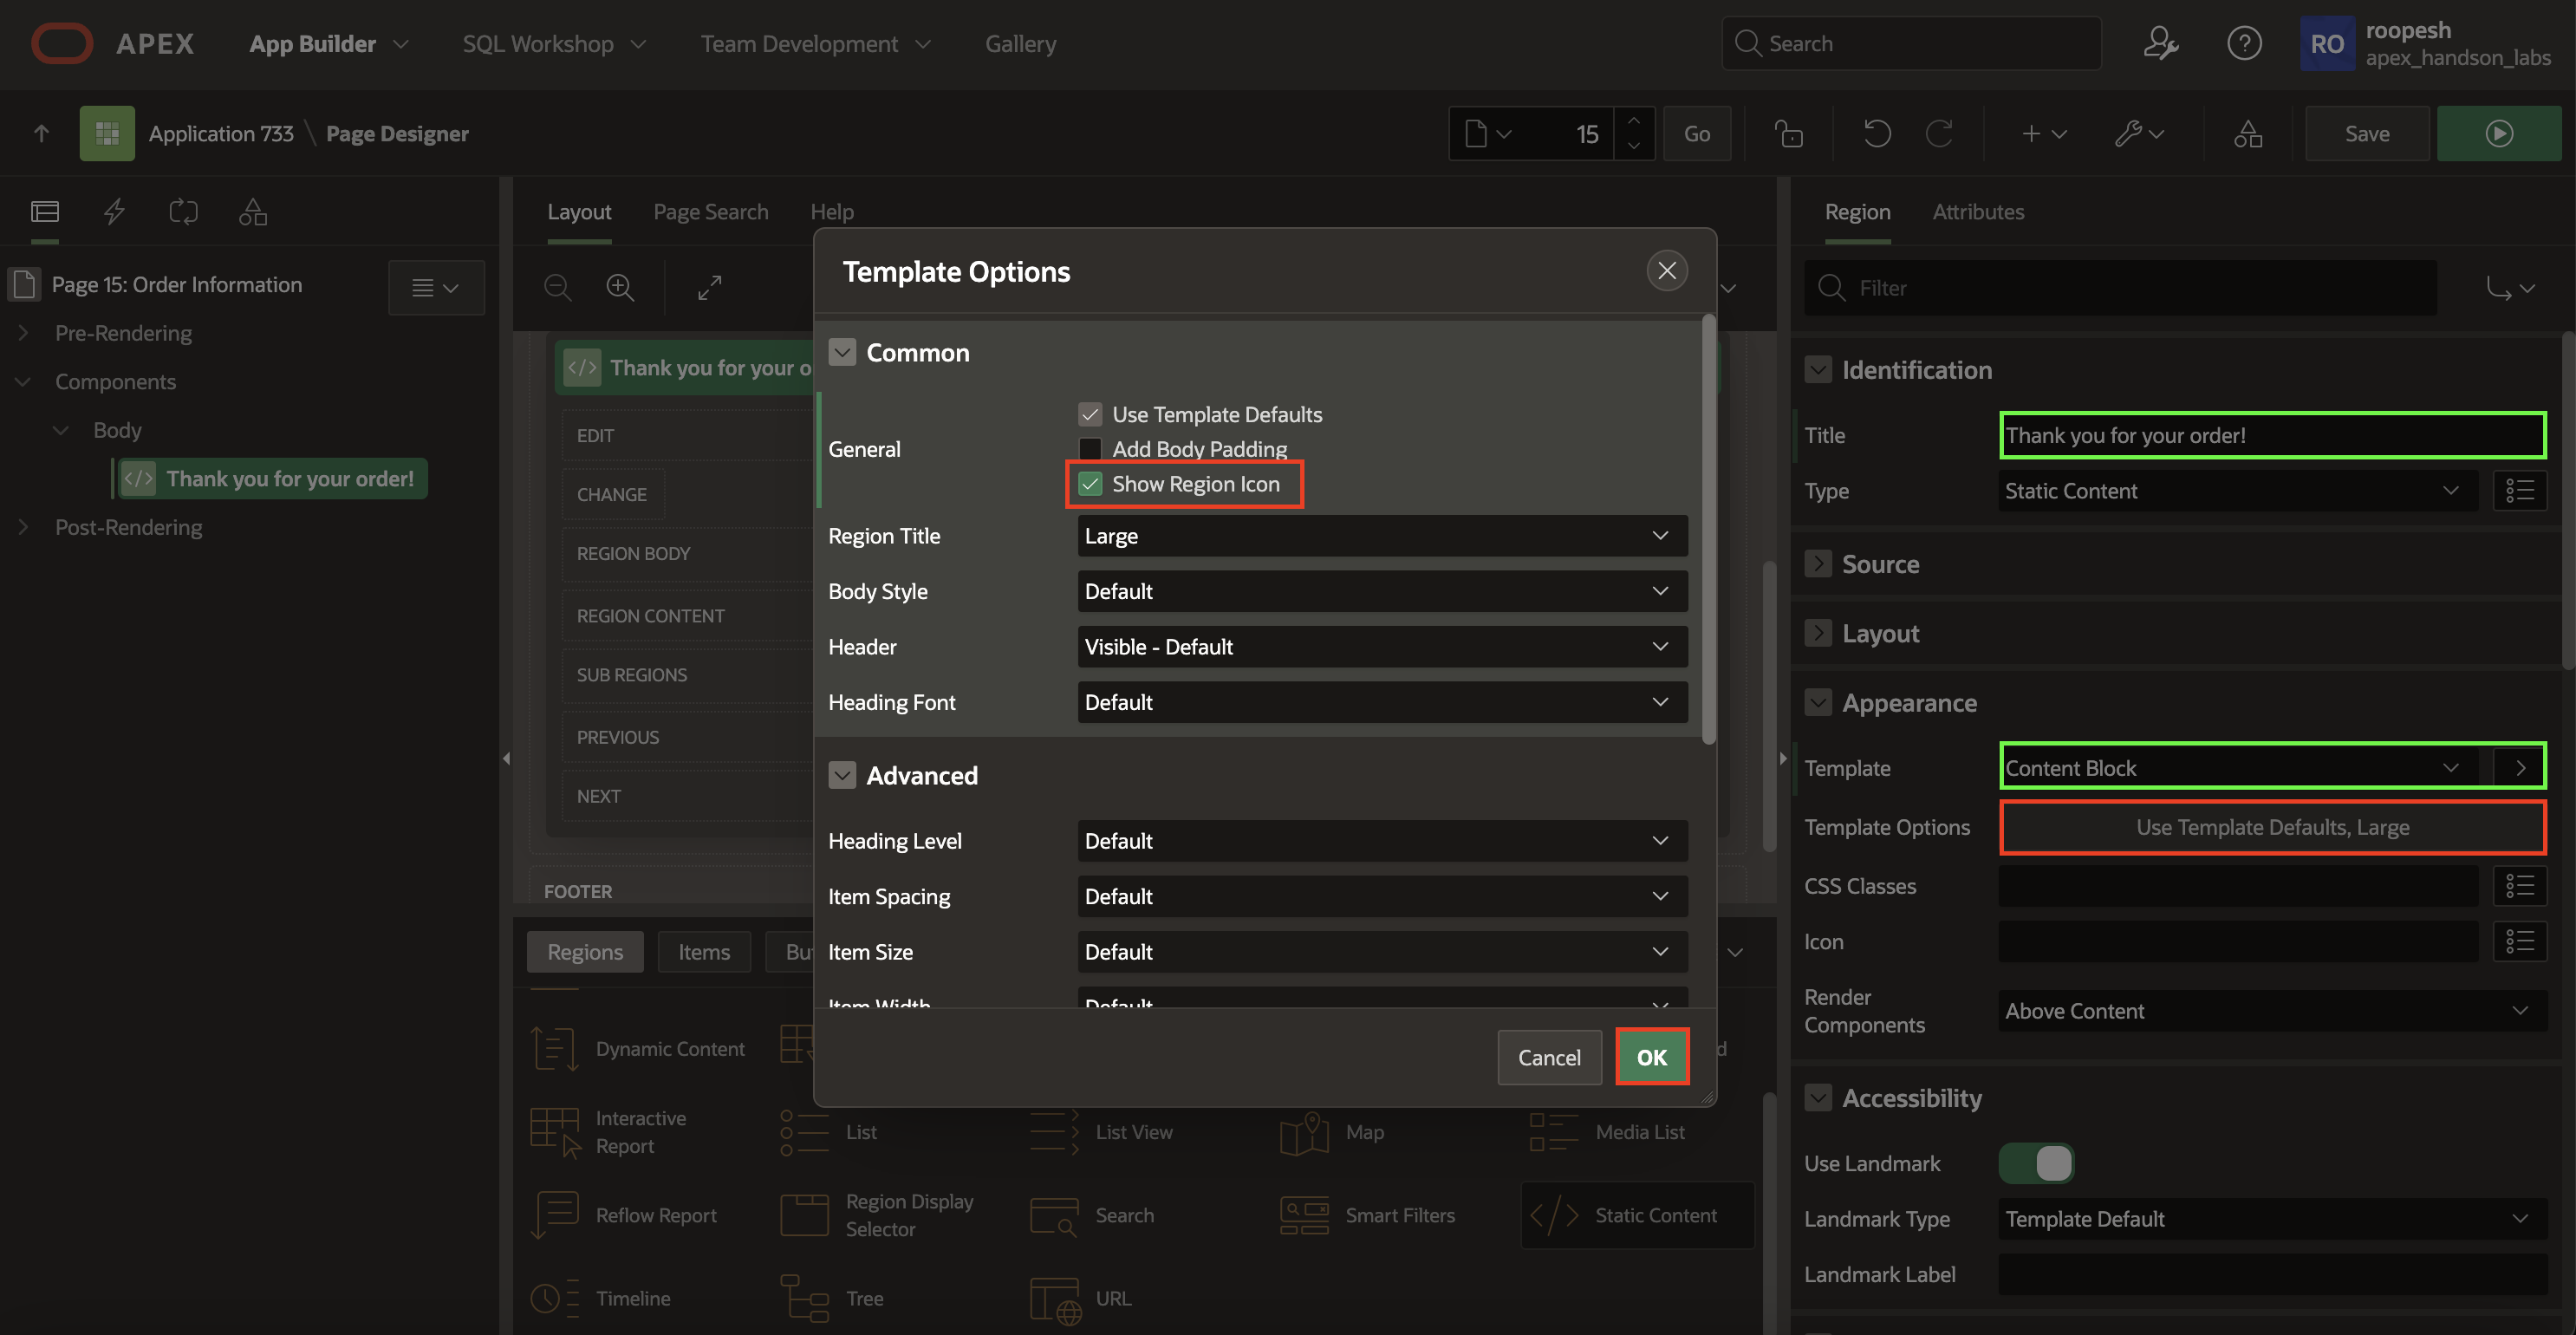 APEX
App Builder
SQL Workshop
Team Development
Gallery
Search
RO
roopesh
apex_handson_labs
Application 733 \ Page Designer
15
Go
Save
Page 15: Order Information
Pre-Rendering
Components
Body
Thank you for your order!
Post-Rendering
Layout
Page Search
Help
Thank you for your o
EDIT
CHANGE
REGION BODY
REGION CONTENT
SUB REGIONS
PREVIOUS
NEXT
FOOTER
Regions
Items
Bu
Dynamic Content
d
Interactive
Report
List
List View
Map
Media List
Reflow Report
Region Display
Selector
Search
Smart Filters
Static Content
Timeline
Tree
URL
Template Options
Common
General
Use Template Defaults
Add Body Padding
Show Region Icon
Region Title
Large
Body Style
Default
Header
Visible - Default
Heading Font
Default
Advanced
Heading Level
Default
Item Spacing
Default
Item Size
Default
Item Width
Default
Cancel
OK
Region
Attributes
Filter
Identification
Title
Thank you for your order!
Type
Static Content
Source
Layout
Appearance
Template
Content Block
Template Options
Use Template Defaults, Large
CSS Classes
Icon
Render
Components
Above Content
Accessibility
Use Landmark
Landmark Type
Template Default
Landmark Label